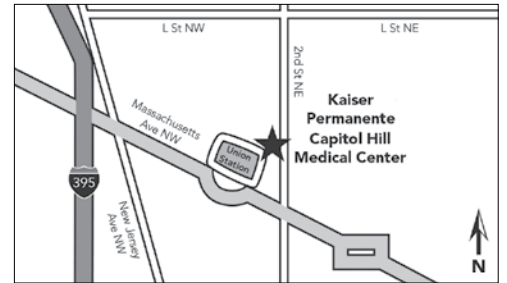 L St NW
L St NE
2nd St NE
Kaiser
Permanente
Capitol Hill
Medical Center
Massachusetts
Ave NW
Union
Station
395
New Jersey
Ave NW
N